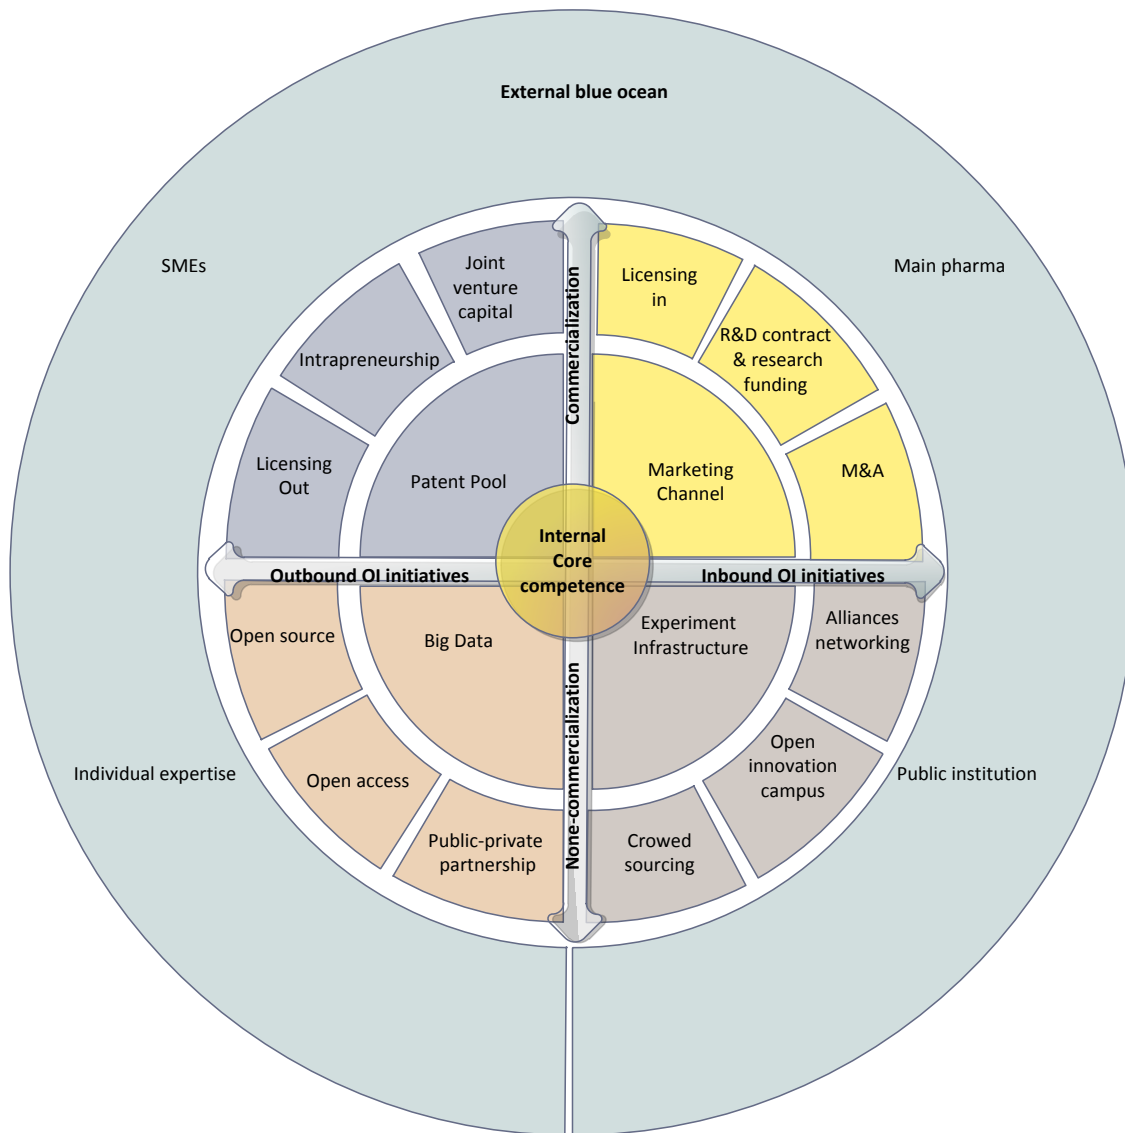 External blue ocean
SMEs
Main pharma
Joint
venture
capital
Licensing
in
Intrapreneurship
R&D contract
& research
funding
Licensing
Out
M&A
Patent Pool
Marketing
Channel
Commercialization
Internal
Core
competence
Outbound OI initiatives
Inbound OI initiatives
Open source
Big Data
Experiment
Infrastructure
Alliances
networking
None-commercialization
Individual expertise
Open access
Open
innovation
campus
Public institution
Public-private
partnership
Crowed
sourcing